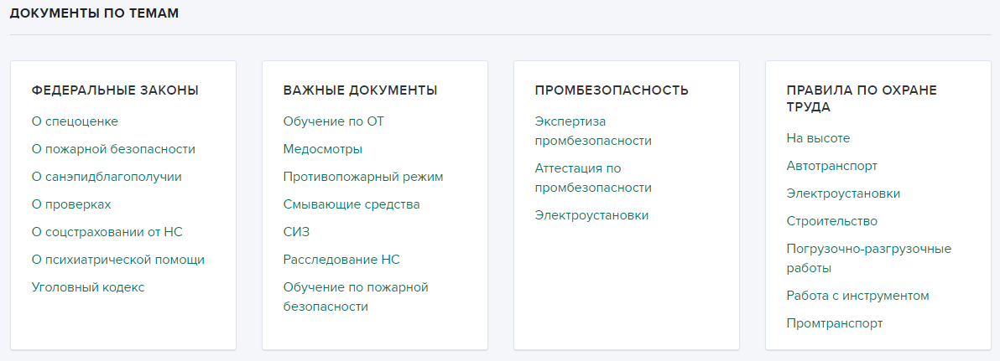 ДОКУМЕНТЫ ПО ТЕМАМ
ФЕДЕРАЛЬНЫЕ ЗАКОНЫ
О спецоценке
О пожарной безопасности
О санэпидблагополучии
О проверках
О соцстраховании от НС
О психиатрической помощи
Уголовный кодекс
ВАЖНЫЕ ДОКУМЕНТЫ
Обучение по ОТ
Медосмотры
Противопожарный режим
Смывающие средства
СИЗ
Расследование НС
Обучение по пожарной
безопасности
ПРОМБЕЗОПАСНОСТЬ
Экспертиза
промбезопасности
Аттестация по
промбезопасности
Электроустановки
ПРАВИЛА ПО ОХРАНЕ
ТРУДА
На высоте
Автотранспорт
Электроустановки
Строительство
Погрузочно-разгрузочные
работы
Работа с инструментом
Промтранспорт